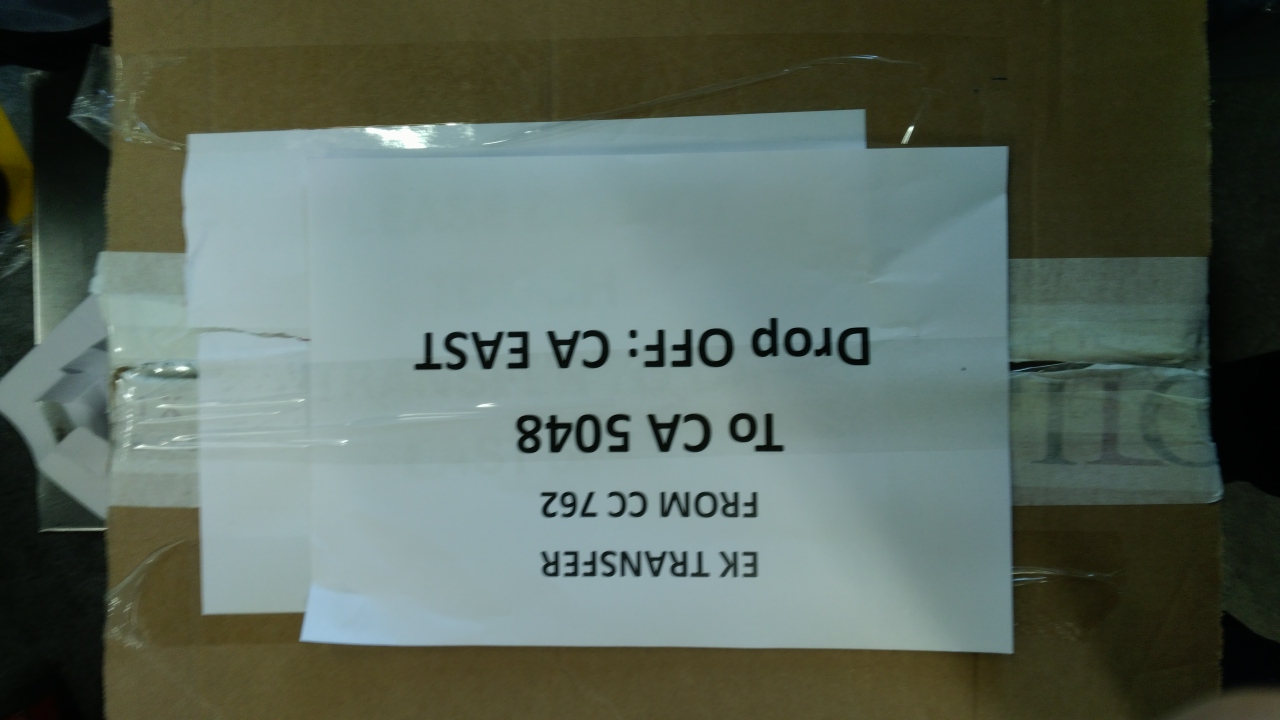 EK TRANSFER
FROM CC 762
To CA 5048
Drop OFF: CA EAST